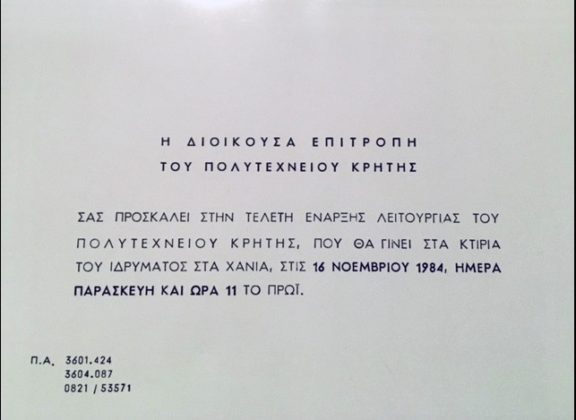 Η ΔΙΟΙΚΟΥΣΑ ΕΠΙΤΡΟΠΗ
ΤΟΥ ΠΟΛΥΤΕΧΝΕΙΟΥ ΚΡΗΤΗΣ
ΣΑΣ ΠΡΟΣΚΑΛΕΙ ΣΤΗΝ ΤΕΛΕΤΗ ΕΝΑΡΞΗΣ ΛΕΙΤΟΥΡΓΙΑΣ ΤΟΥ
ΠΟΛΥΤΕΧΝΕΙΟΥ ΚΡΗΤΗΣ, ΠΟΥ ΘΑ ΓΙΝΕΙ ΣΤΑ ΚΤΙΡΙΑ
ΤΟΥ ΙΔΡΥΜΑΤΟΣ ΣΤΑ ΧΑΝΙΑ, ΣΤΙΣ 16 ΝΟΕΜΒΡΙΟΥ 1984, ΗΜΕΡΑ
ΠΑΡΑΣΚΕΥΗ ΚΑΙ ΩΡΑ 11 ΤΟ ΠΡΩΪ.
Π.Α. 3601.424
3604.087
0821 / 53571